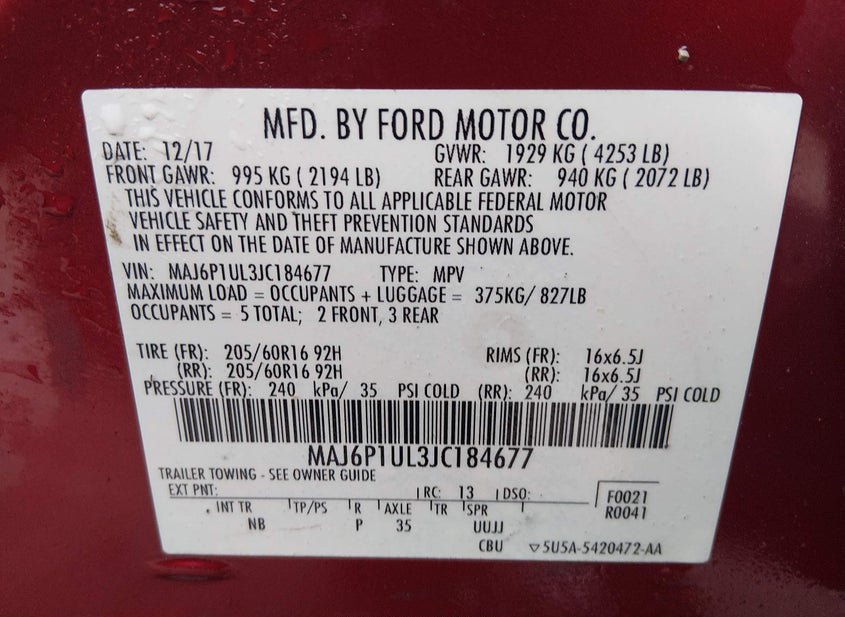 MFD. BY FORD MOTOR CO.
DATE: 12/17 GVWR: 1929 KG ( 4253 LB)
FRONT GAWR: 995 KG ( 2194 LB) REAR GAWR: 940 KG ( 2072 LB)
THIS VEHICLE CONFORMS TO ALL APPLICABLE FEDERAL MOTOR
VEHICLE SAFETY AND THEFT PREVENTION STANDARDS
IN EFFECT ON THE DATE OF MANUFACTURE SHOWN ABOVE.
VIN: MAJ6P1UL3JC184677 TYPE: MPV
MAXIMUM LOAD = OCCUPANTS + LUGGAGE = 375KG/ 827LB
OCCUPANTS = 5 TOTAL; 2 FRONT, 3 REAR
TIRE (FR): 205/60R16 92H RIMS (FR): 16x6.5J
(RR): 205/60R16 92H (RR): 16x6.5J
PRESSURE (FR): 240 kPa/ 35 PSI COLD (RR): 240 kPa/ 35 PSI COLD
MAJ6P1UL3JC184677
TRAILER TOWING - SEE OWNER GUIDE
EXT PNT: RC: 13 DSO: F0021
INT TR TP/PS R AXLE TR SPR R0041
NB P 35 UUJJ
CBU 5U5A-5420472-AA